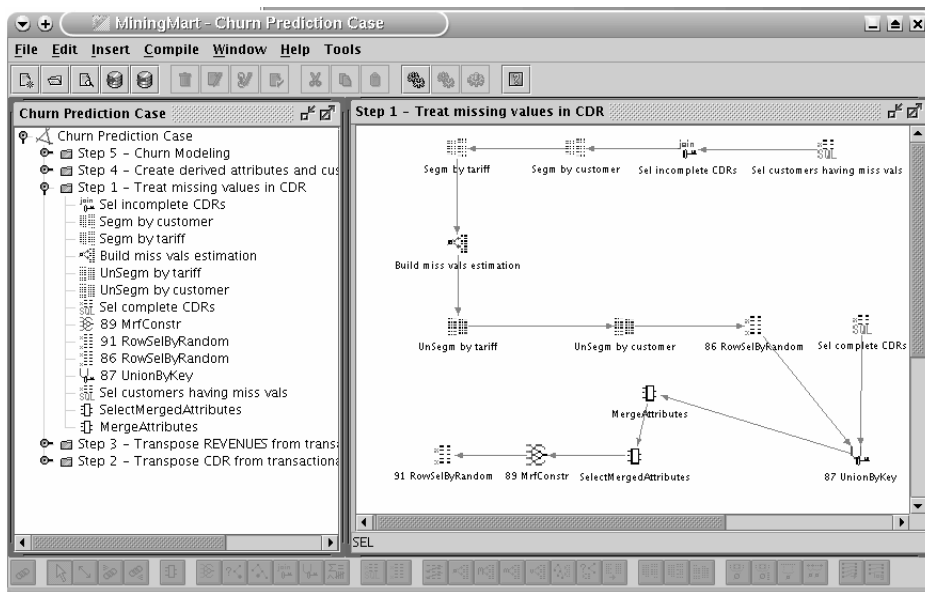 MiningMart - Churn Prediction Case
File Edit Insert Compile Window Help Tools
Churn Prediction Case
Churn Prediction Case
Step 5 - Churn Modeling
Step 4 - Create derived attributes and cus
Step 1 - Treat missing values in CDR
Sel incomplete CDRs
Segm by customer
Segm by tariff
Build miss vals estimation
UnSegm by tariff
UnSegm by customer
Sel complete CDRs
89 MrfConstr
91 RowSelByRandom
86 RowSelByRandom
87 UnionByKey
Sel customers having miss vals
SelectMergedAttributes
MergeAttributes
Step 3 - Transpose REVENUES from transa
Step 2 - Transpose CDR from transactiona
Step 1 - Treat missing values in CDR
Segm by tariff Segm by customer Sel incomplete CDRs Sel customers having miss vals
Build miss vals estimation
UnSegm by tariff UnSegm by customer 86 RowSelByRandom Sel complete CDRs
MergeAttributes
91 RowSelByRandom 89 MrfConstr SelectMergedAttributes 87 UnionByKey
SEL